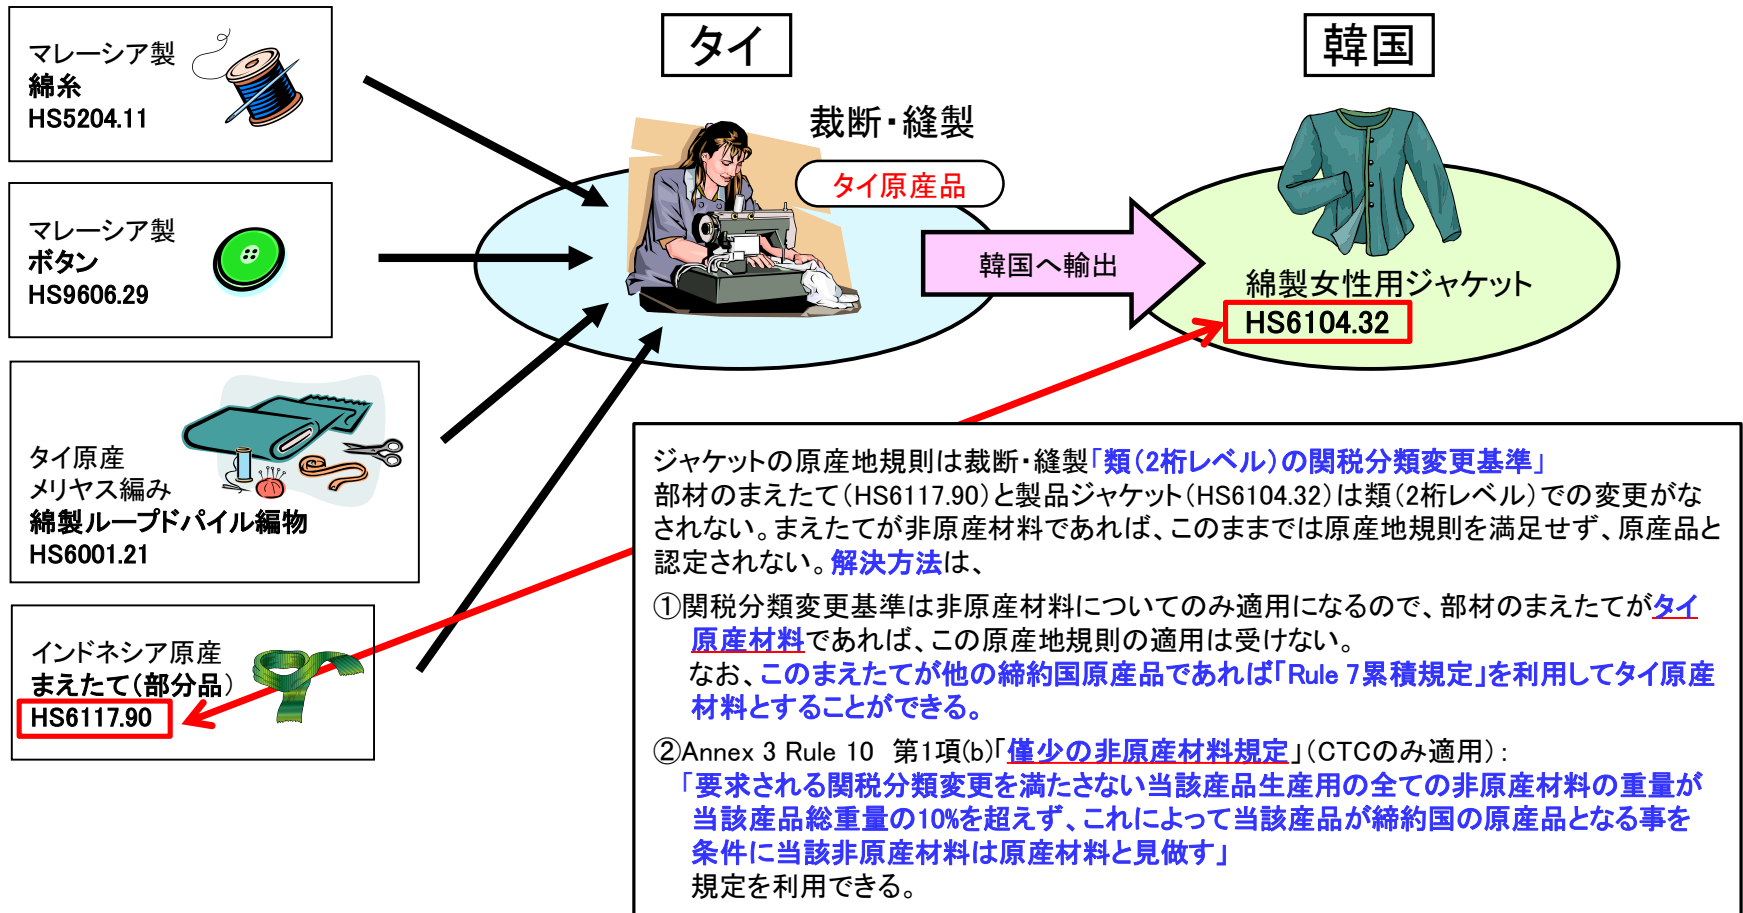 マレーシア製
綿糸
HS5204.11
マレーシア製
ボタン
HS9606.29
タイ原産
メリヤス編み
綿製ループドパイル編物
HS6001.21
インドネシア原産
まえたて(部分品)
HS6117.90
タイ
裁断・縫製
タイ原産品
韓国へ輸出
韓国
綿製女性用ジャケット
HS6104.32
ジャケットの原産地規則は裁断・縫製「類(2桁レベル)の関税分類変更基準」
部材のまえたて(HS6117.90)と製品ジャケット(HS6104.32)は類(2桁レベル)での変更がな
されない。まえたてが非原産材料であれば、このままでは原産地規則を満足せず、原産品と
認定されない。解決方法は、
①関税分類変更基準は非原産材料についてのみ適用になるので、部材のまえたてがタイ
原産材料であれば、この原産地規則の適用は受けない。
なお、このまえたてが他の締約国原産品であれば「Rule 7累積規定」を利用してタイ原産
材料とすることができる。
②Annex 3 Rule 10 第1項(b)「僅少の非原産材料規定」(CTCのみ適用):
「要求される関税分類変更を満たさない当該産品生産用の全ての非原産材料の重量が
当該産品総重量の10%を超えず、これによって当該産品が締約国の原産品となる事を
条件に当該非原産材料は原産材料と見做す」
規定を利用できる。